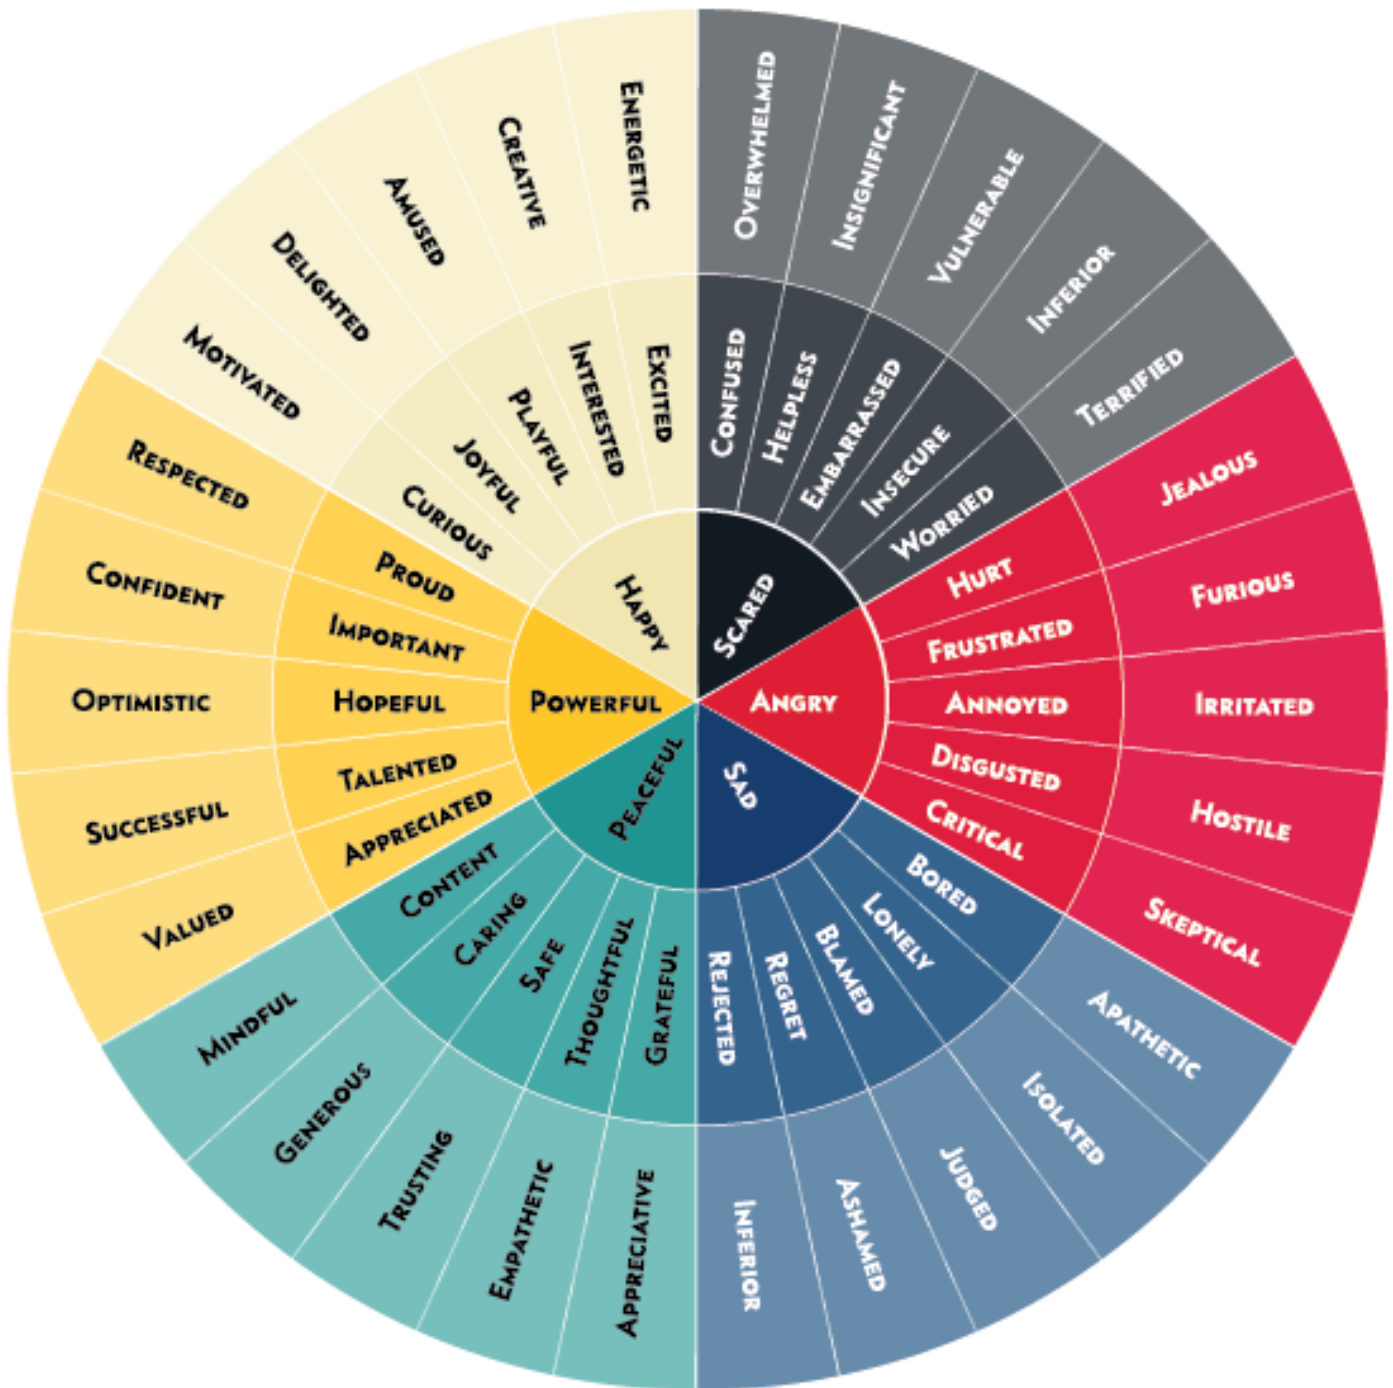 Happy
Excited
Interested
Playful
Joyful
Curious
Energetic
Creative
Amused
Delighted
Motivated
Scared
Confused
Helpless
Embarrassed
Insecure
Worried
Overwhelmed
Insignificant
Vulnerable
Inferior
Terrified
Angry
Hurt
Frustrated
Annoyed
Disgusted
Critical
Jealous
Furious
Irritated
Hostile
Skeptical
Sad
Bored
Lonely
Blamed
Regret
Rejected
Apathetic
Isolated
Judged
Ashamed
Inferior
Peaceful
Grateful
Thoughtful
Safe
Caring
Content
Appreciative
Empathetic
Trusting
Generous
Mindful
Powerful
Appreciated
Talented
Hopeful
Important
Proud
Valued
Successful
Optimistic
Confident
Respected